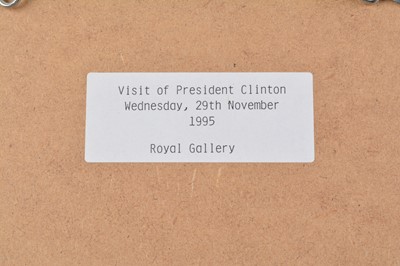 Visit of President Clinton
Wednesday, 29th November
1995
Royal Gallery